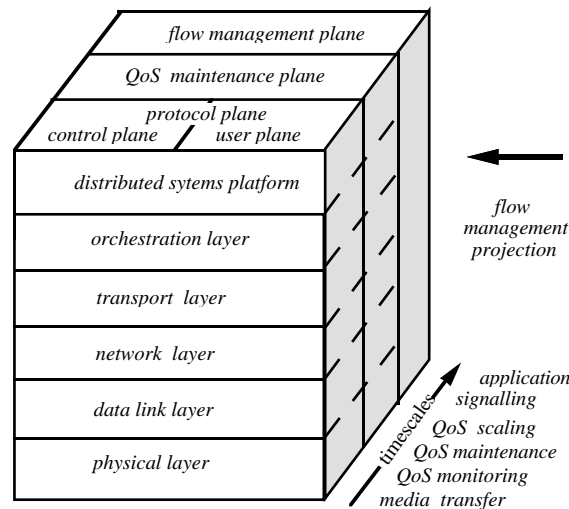 flow management plane
QoS maintenance plane
protocol plane
control plane
user plane
distributed sytems platform
orchestration layer
transport layer
network layer
data link layer
physical layer
flow
management
projection
timescales
application
signalling
QoS scaling
QoS maintenance
QoS monitoring
media transfer